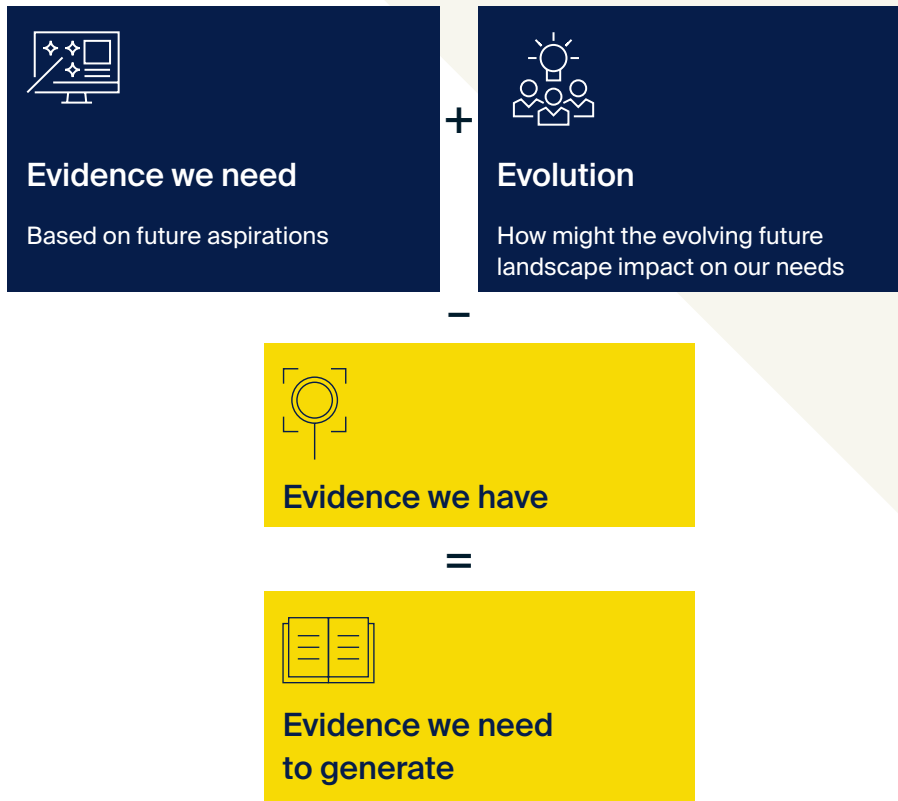 Evidence we need
Based on future aspirations
+
Evolution
How might the evolving future
landscape impact on our needs
–
Evidence we have
=
Evidence we need
to generate